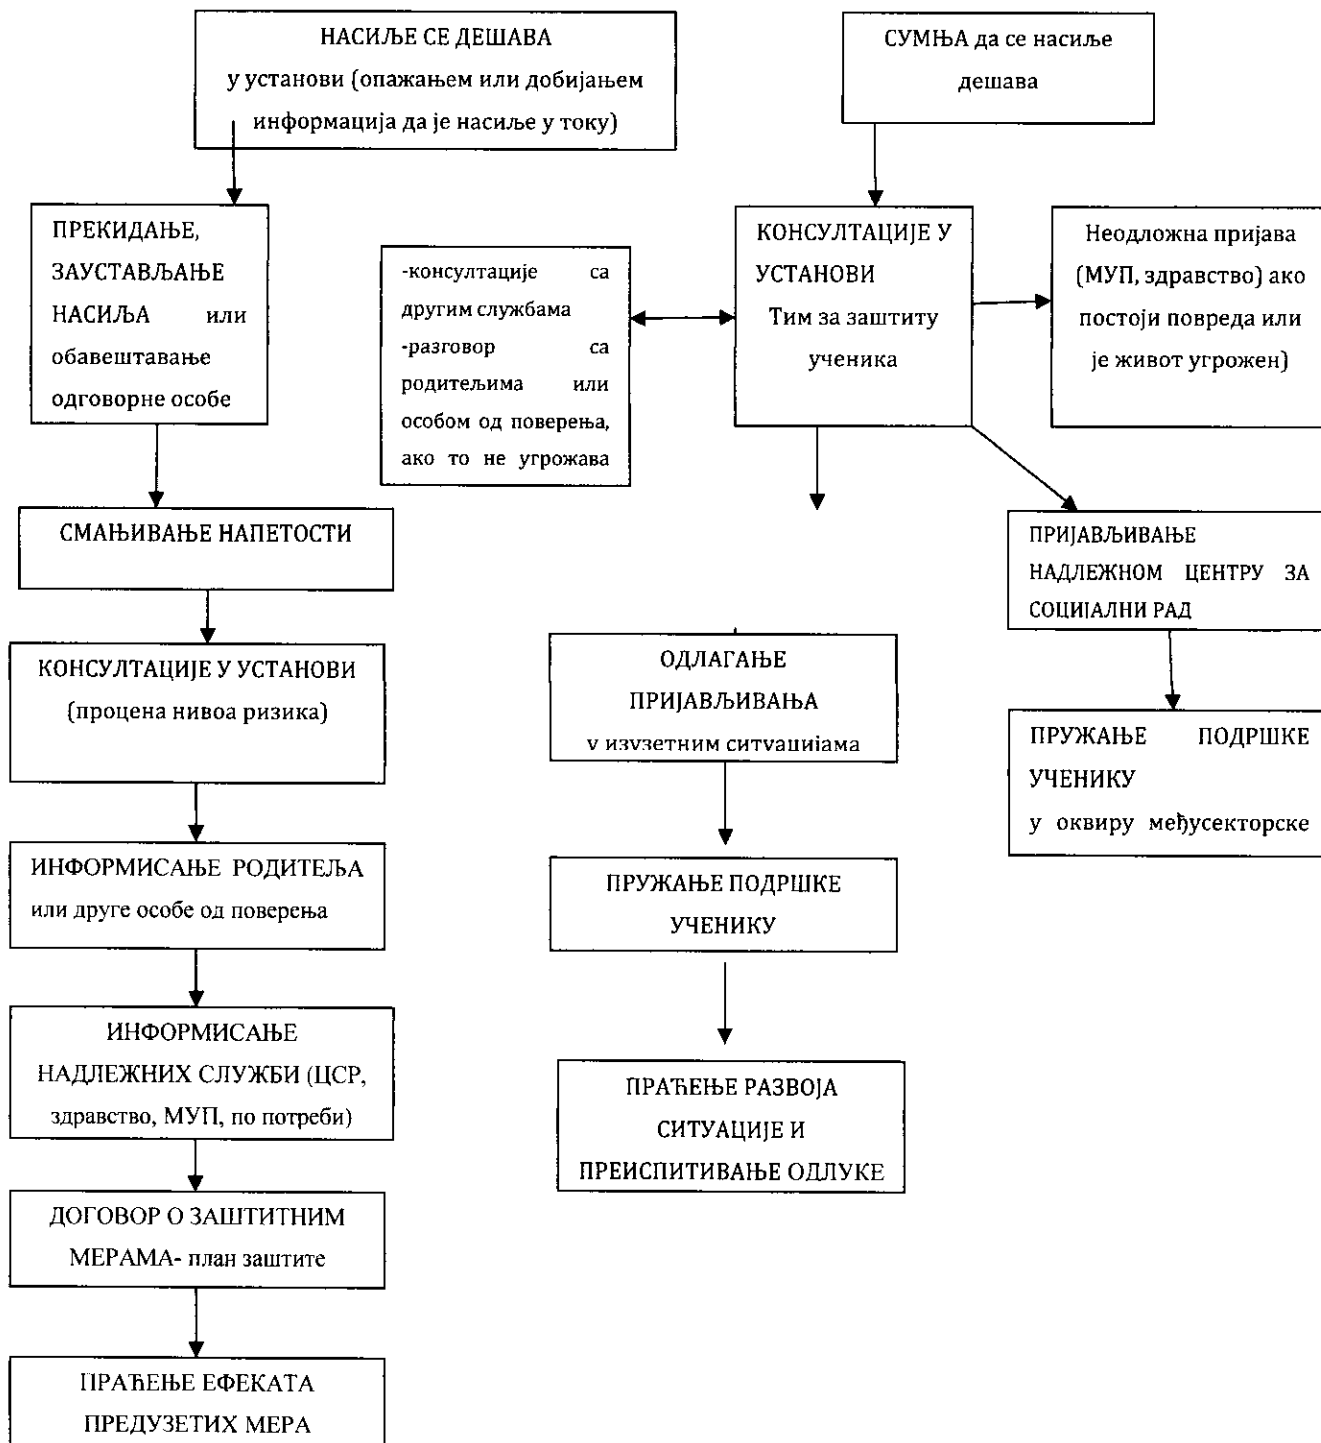 НАСИЉЕ СЕ ДЕШАВА
у установи (опажањем или добијањем
информација да је насиље у току)
СУМЊА да се насиље
дешава
ПРЕКИДАЊЕ,
ЗАУСТАВЉАЊЕ
НАСИЉА или
обавештавање
одговорне особе
-консултације са
другим службама
-разговор са
родитељима или
особом од поверења,
ако то не угрожава
КОНСУЛТАЦИЈЕ У
УСТАНОВИ
Тим за заштиту
ученика
Неодложна пријава
(МУП, здравство) ако
постоји повреда или
је живот угрожен)
СМАЊИВАЊЕ НАПЕТОСТИ
ПРИЈАВЉИВАЊЕ
НАДЛЕЖНОМ ЦЕНТРУ ЗА
СОЦИЈАЛНИ РАД
КОНСУЛТАЦИЈЕ У УСТАНОВИ
(процена нивоа ризика)
ОДЛАГАЊЕ
ПРИЈАВЉИВАЊА
у изузетним ситуацијама
ПРУЖАЊЕ ПОДРШКЕ
УЧЕНИКУ
у оквиру међусекторске
ИНФОРМИСАЊЕ РОДИТЕЉА
или друге особе од поверења
ПРУЖАЊЕ ПОДРШКЕ
УЧЕНИКУ
ИНФОРМИСАЊЕ
НАДЛЕЖНИХ СЛУЖБИ (ЦСР,
здравство, МУП, по потреби)
ПРАЋЕЊЕ РАЗВОЈА
СИТУАЦИЈЕ И
ПРЕИСПИТИВАЊЕ ОДЛУКЕ
ДОГОВОР О ЗАШТИТНИМ
МЕРАМА- план заштите
ПРАЋЕЊЕ ЕФЕКАТА
ПРЕДУЗЕТИХ МЕРА